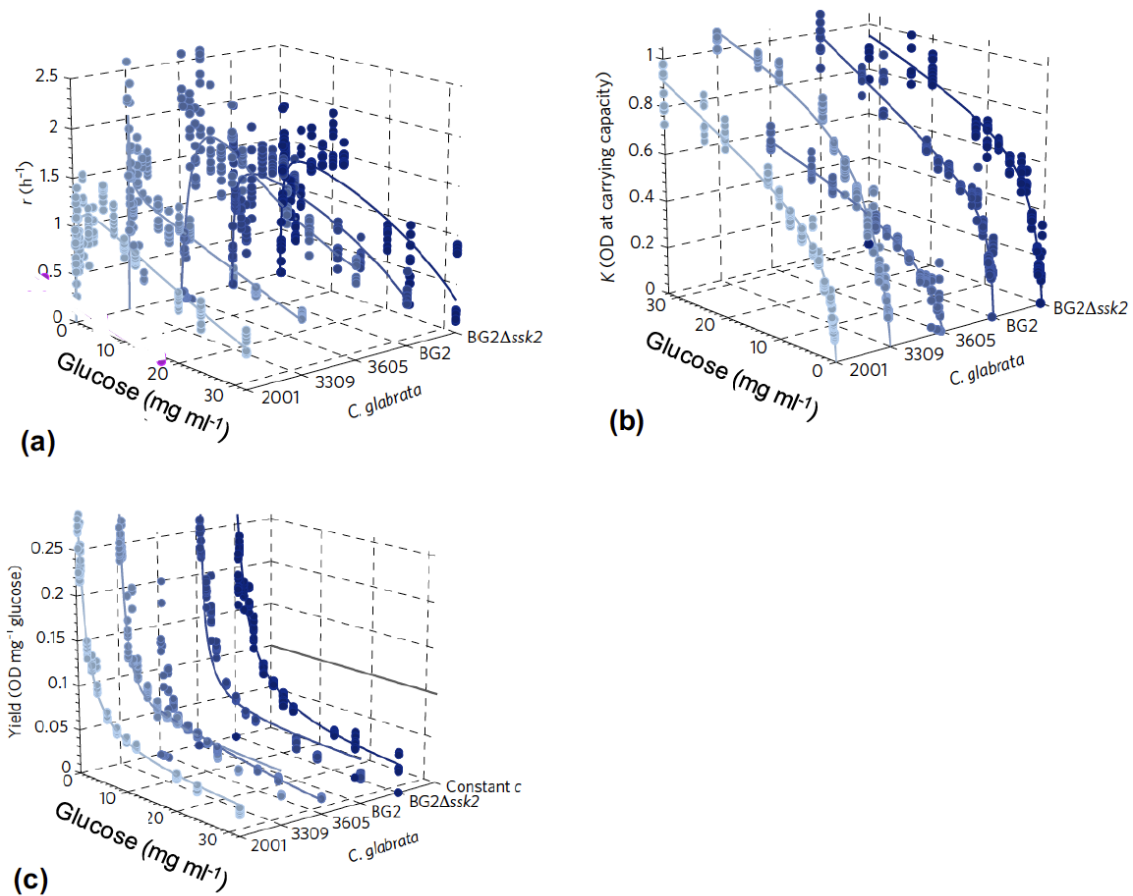 2.5
2
1.5
1
0.5
0
r (h⁻¹)
0
10
20
30
Glucose (mg ml⁻¹)
2001
3309
3605
BG2
BG2Δssk2
C. glabrata
(a)
1
0.8
0.6
0.4
0.2
0
K (OD at carrying capacity)
30
20
10
0
Glucose (mg ml⁻¹)
2001
3309
3605
BG2
BG2Δssk2
C. glabrata
(b)
0.25
0.20
0.15
0.1
0.05
0
Yield (OD mg⁻¹ glucose)
0
10
20
30
Glucose (mg ml⁻¹)
2001
3309
3605
BG2
BG2Δssk2
Constant c
C. glabrata
(c)